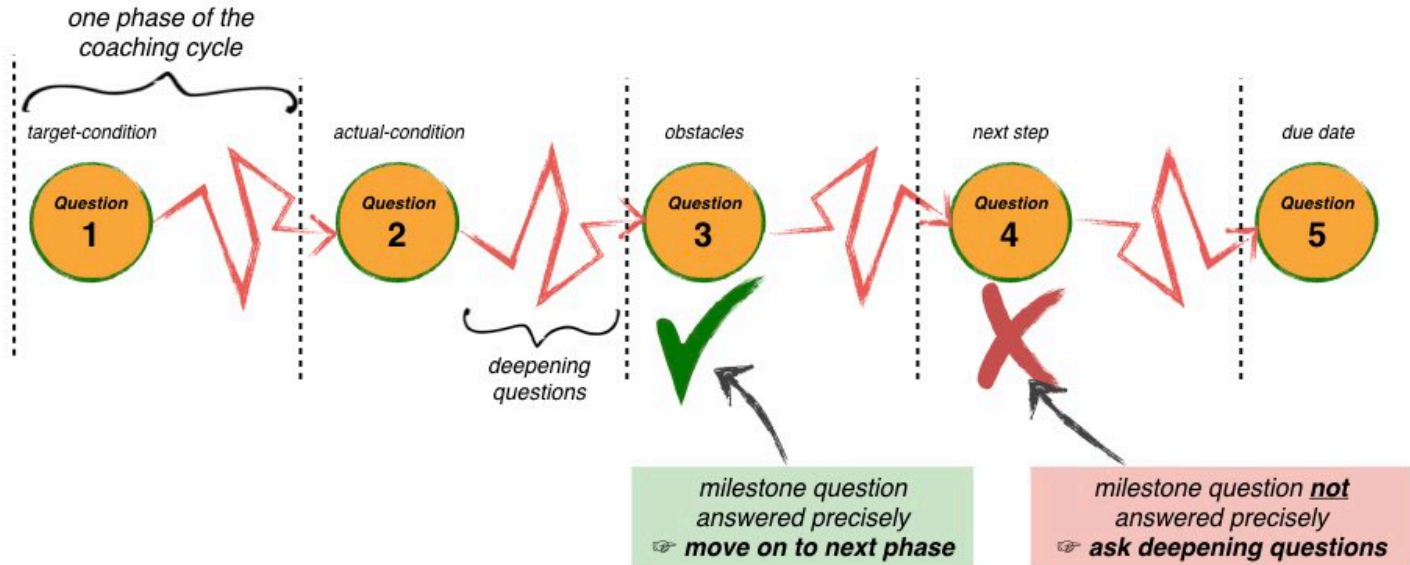 one phase of the
coaching cycle
target-condition
actual-condition
obstacles
next step
due date
Question
1
Question
2
Question
3
Question
4
Question
5
deepening
questions
milestone question
answered precisely
☞ move on to next phase
milestone question not
answered precisely
☞ ask deepening questions